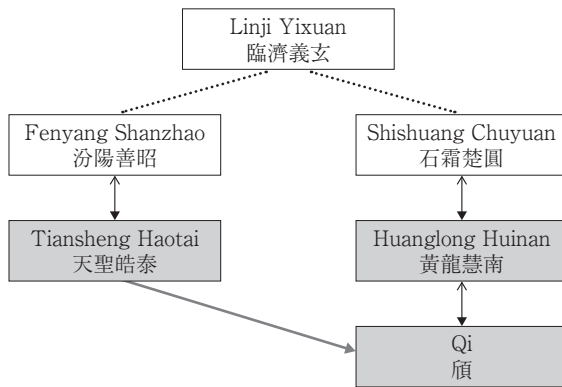 Linji Yixuan
臨濟義玄
Fenyang Shanzhao
汾陽善昭
Shishuang Chuyuan
石霜楚圓
Tiansheng Haotai
天聖皓泰
Huanglong Huinan
黃龍慧南
Qi
頎